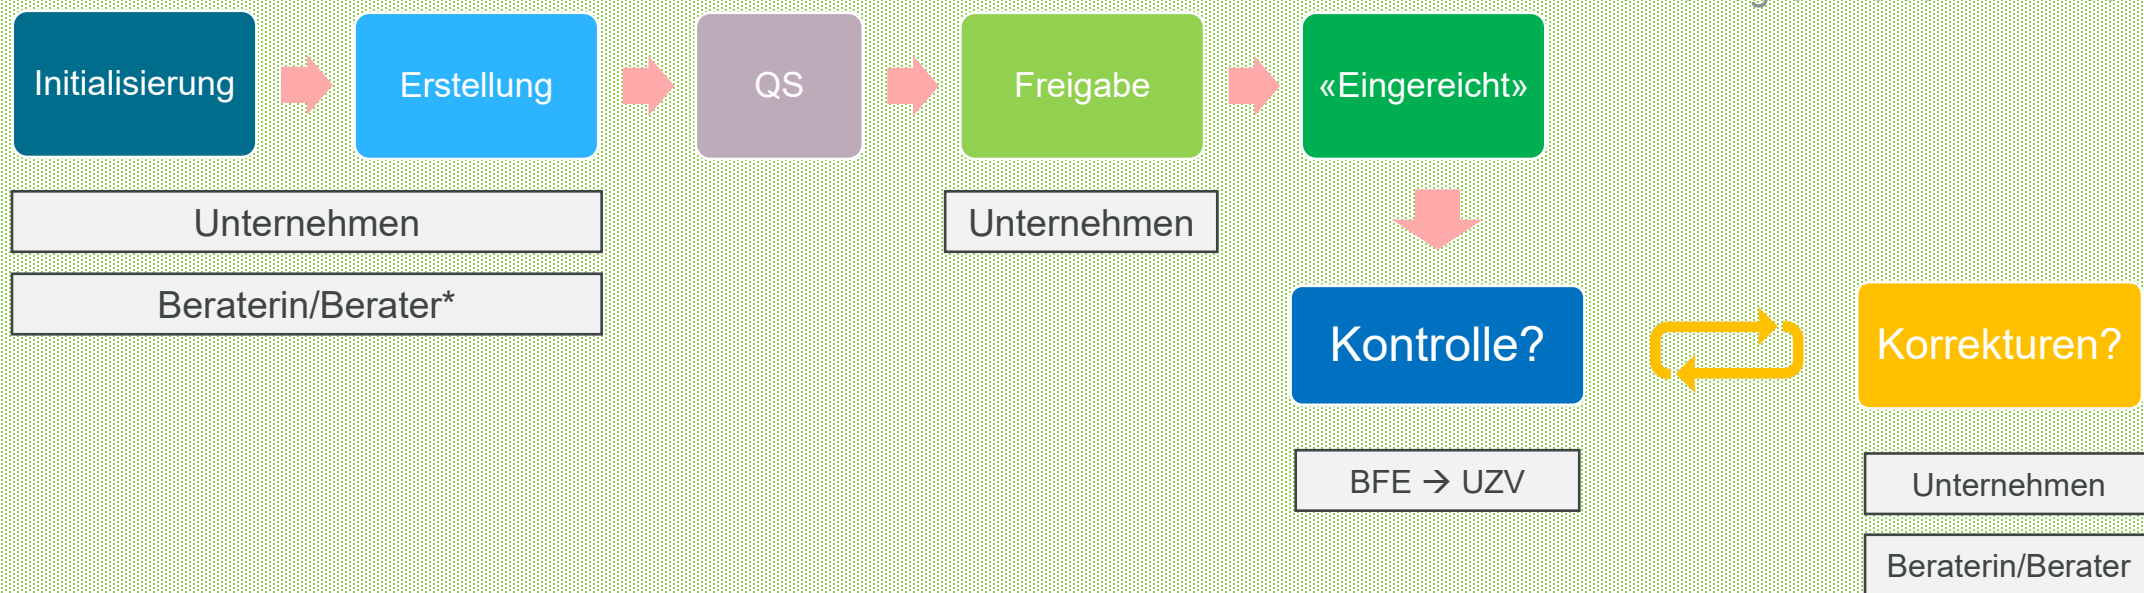 Initialisierung
Erstellung
QS
Freigabe
«Eingereicht»
Unternehmen
Unternehmen
Beraterin/Berater*
Kontrolle?
Korrekturen?
BFE → UZV
Unternehmen
Beraterin/Berater